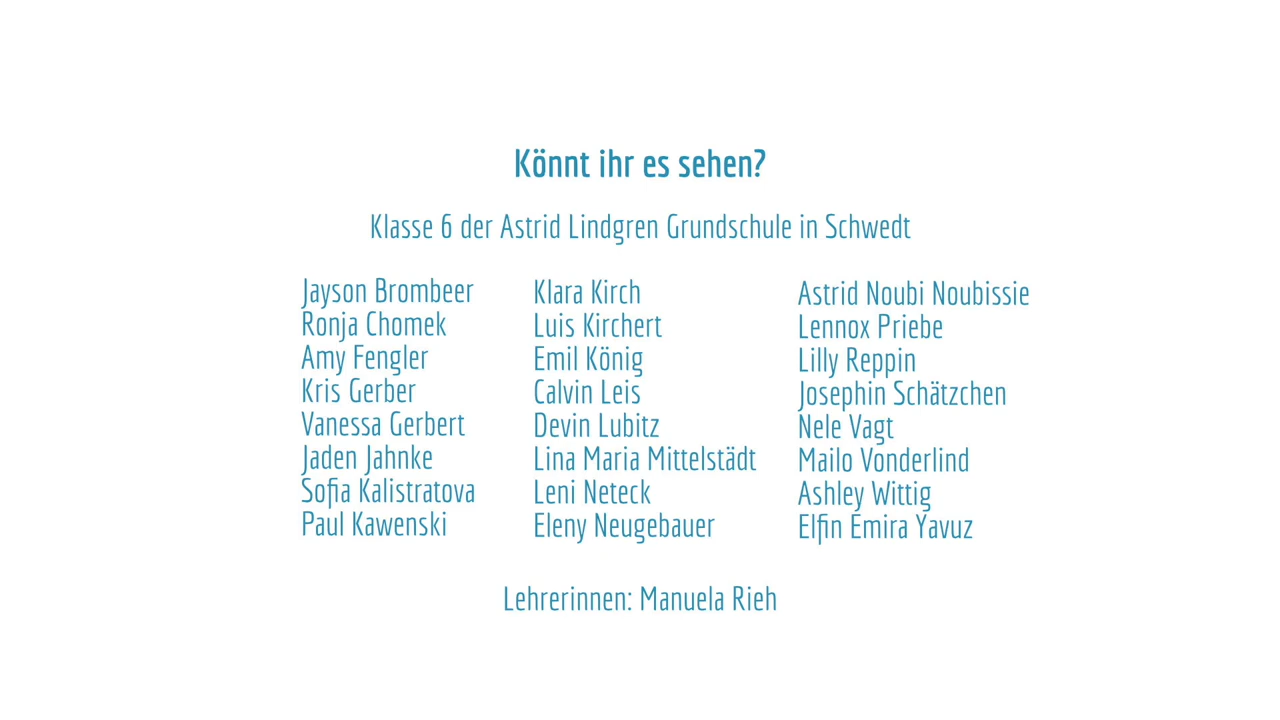 Könnt ihr es sehen?
Klasse 6 der Astrid Lindgren Grundschule in Schwedt
Jayson Brombeer
Ronja Chomek
Amy Fengler
Kris Gerber
Vanessa Gerbert
Jaden Jahnke
Sofia Kalistratova
Paul Kawenski
Klara Kirch
Luis Kirchert
Emil König
Calvin Leis
Devin Lubitz
Lina Maria Mittelstädt
Leni Neteck
Eleny Neugebauer
Astrid Noubi Noubissie
Lennox Priebe
Lilly Reppin
Josephin Schätzchen
Nele Vagt
Mailo Vonderlind
Ashley Wittig
Elfin Emira Yavuz
Lehrerinnen: Manuela Rieh